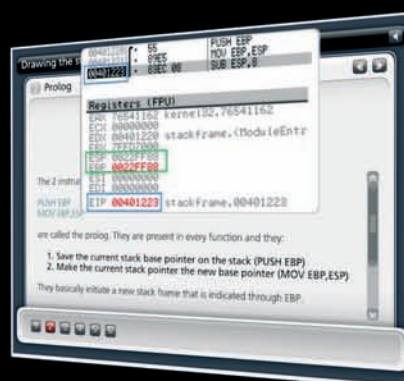 Drawing the s
Prolog
55 PUSH EBP
89E5 MOV EBP,ESP
00401223 83EC 08 SUB ESP,8
Registers (FPU)
EAX 76541162 kernel32.76541162
ECX 00000000
EDX 00401220 stackframe.(ModuleEntr
EBX 7FFD7000
ESP 0022FF88
EBP 0022FF88
ESI 00000000
EDI 00000000
EIP 00401223 stackframe.00401223
The 2 instru
PUSH EBP
MOV EBP,ESP
are called the prolog. They are present in every function and they:
1. Save the current stack base pointer on the stack (PUSH EBP)
2. Make the current stack pointer the new base pointer (MOV EBP,ESP)
They basically initiate a new stack frame that is indicated through EBP.